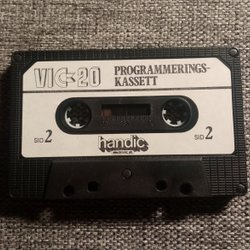 VIC-20 PROGRAMMERINGS-
KASSETT
SID 2
SID 2
handic